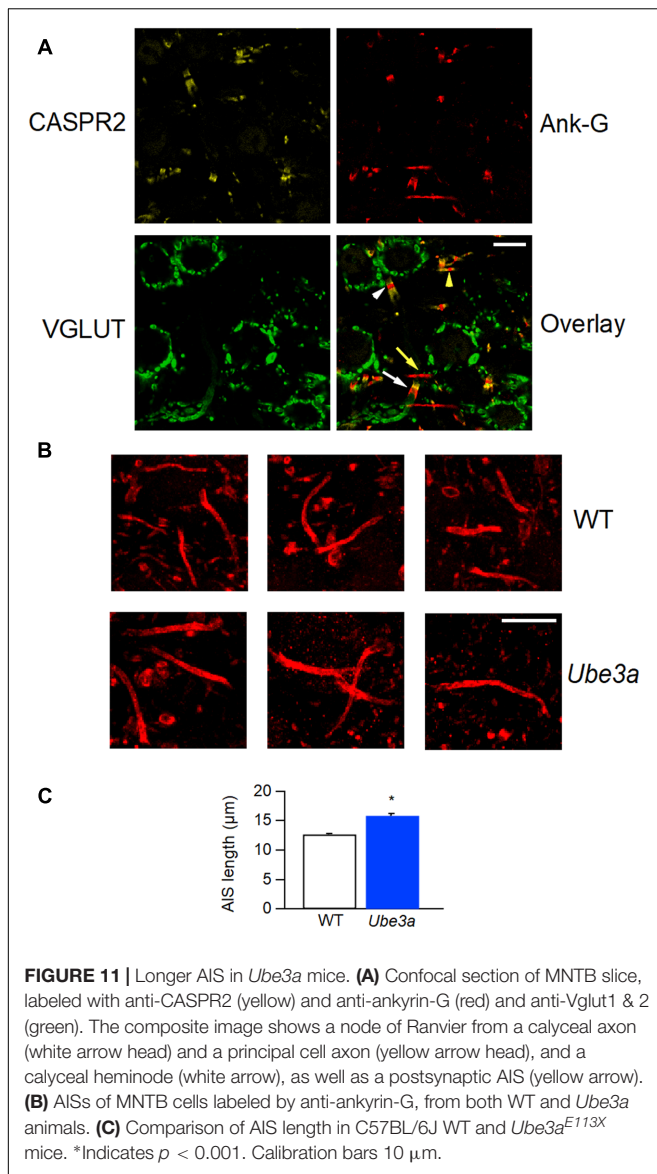 A
CASPR2
Ank-G
VGLUT
Overlay
B
WT
Ube3a
C
AIS length (µm)
20
15
10
5
0
*
WT
Ube3a
FIGURE 11 | Longer AIS in Ube3a mice. (A) Confocal section of MNTB slice,
labeled with anti-CASPR2 (yellow) and anti-ankyrin-G (red) and anti-Vglut1 & 2
(green). The composite image shows a node of Ranvier from a calyceal axon
(white arrow head) and a principal cell axon (yellow arrow head), and a
calyceal heminode (white arrow), as well as a postsynaptic AIS (yellow arrow).
(B) AISs of MNTB cells labeled by anti-ankyrin-G, from both WT and Ube3a
animals. (C) Comparison of AIS length in C57BL/6J WT and Ube3a^E113X
mice. *Indicates p < 0.001. Calibration bars 10 µm.